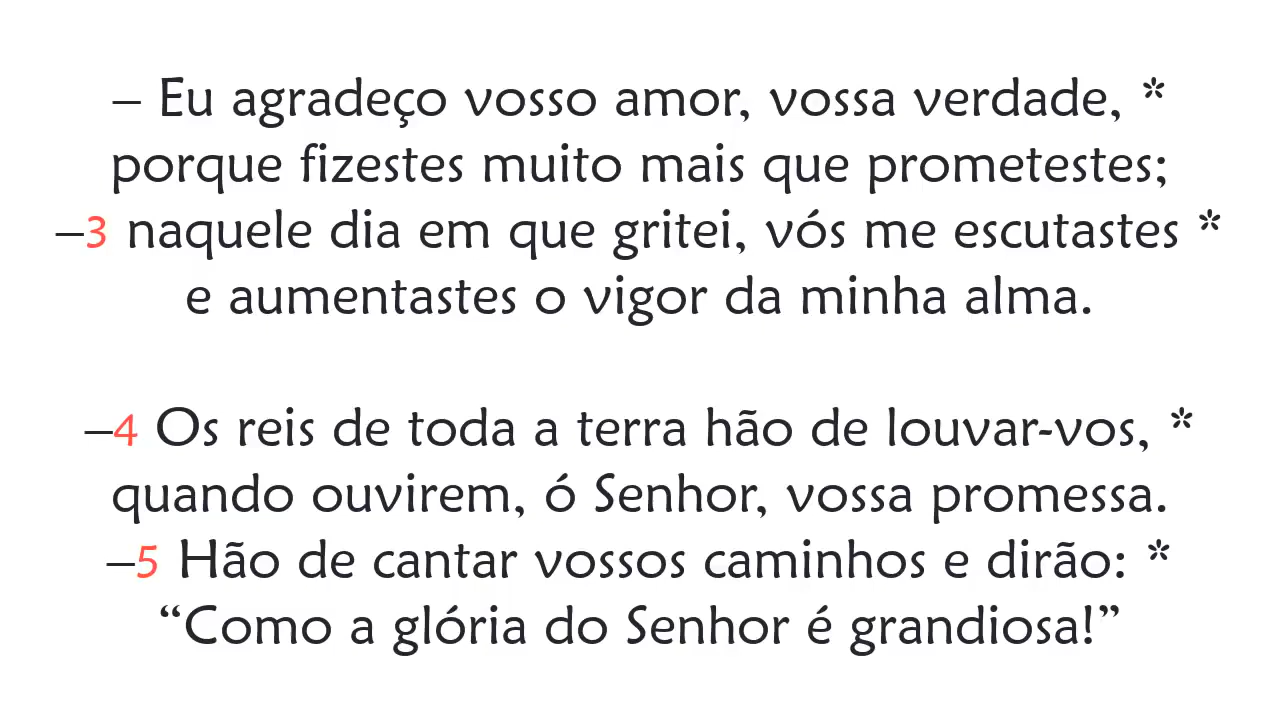 – Eu agradeço vosso amor, vossa verdade, *
porque fizestes muito mais que prometestes;
–3 naquele dia em que gritei, vós me escutastes *
e aumentastes o vigor da minha alma.
–4 Os reis de toda a terra hão de louvar-vos, *
quando ouvirem, ó Senhor, vossa promessa.
–5 Hão de cantar vossos caminhos e dirão: *
“Como a glória do Senhor é grandiosa!”